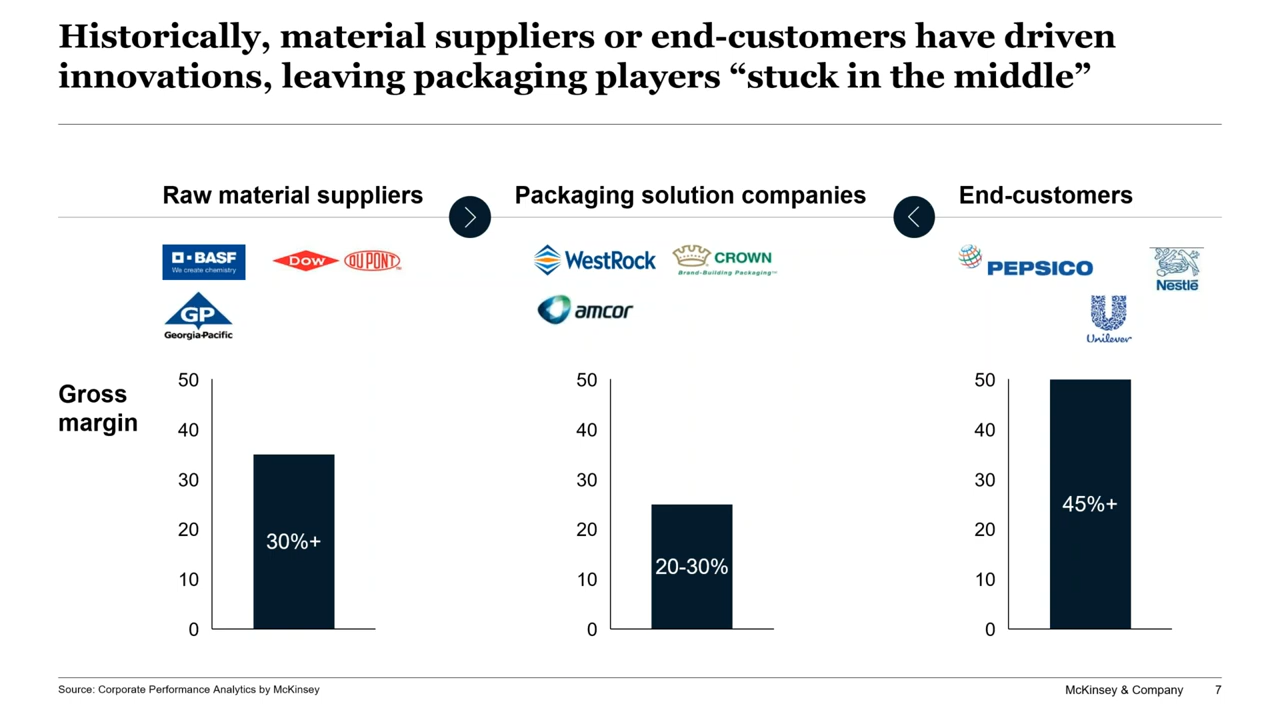 Historically, material suppliers or end-customers have driven
innovations, leaving packaging players “stuck in the middle”
Raw material suppliers
Packaging solution companies
End-customers
BASF
We create chemistry
DOW
DU PONT
GP
Georgia-Pacific
WestRock
CROWN
Brand-Building Packaging™
amcor
PEPSICO
Nestlé
Unilever
Gross
margin
50
40
30
20
10
0
30%+
50
40
30
20
10
0
20-30%
50
40
30
20
10
0
45%+
Source: Corporate Performance Analytics by McKinsey
McKinsey & Company 7